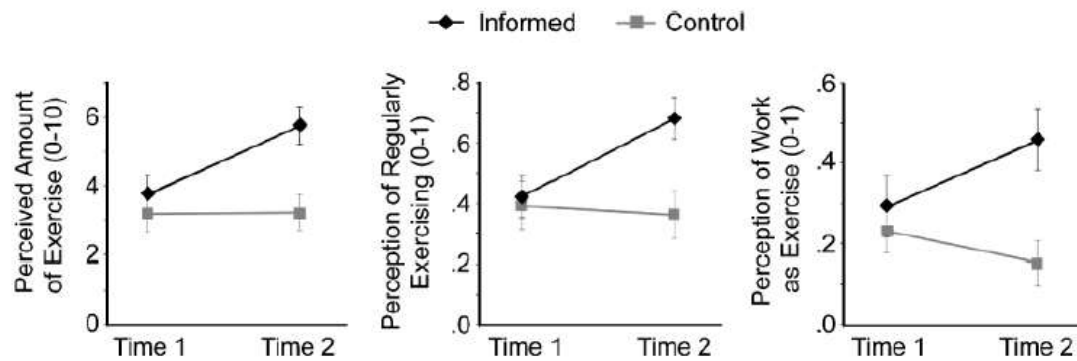 Informed Control
Perceived Amount
of Exercise (0-10)
6
4
2
0
Time 1 Time 2
Perception of Regularly
Exercising (0-1)
.8
.6
.4
.2
.0
Time 1 Time 2
Perception of Work
as Exercise (0-1)
.6
.4
.2
.0
Time 1 Time 2